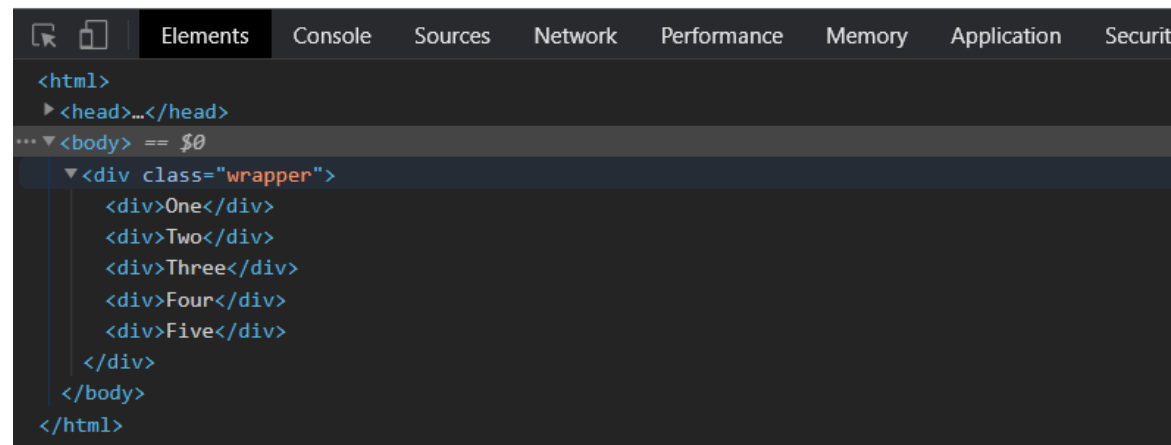 Elements Console Sources Network Performance Memory Application Securit
<html>
<head>…</head>
··· <body> == $0
<div class="wrapper">
<div>One</div>
<div>Two</div>
<div>Three</div>
<div>Four</div>
<div>Five</div>
</div>
</body>
</html>